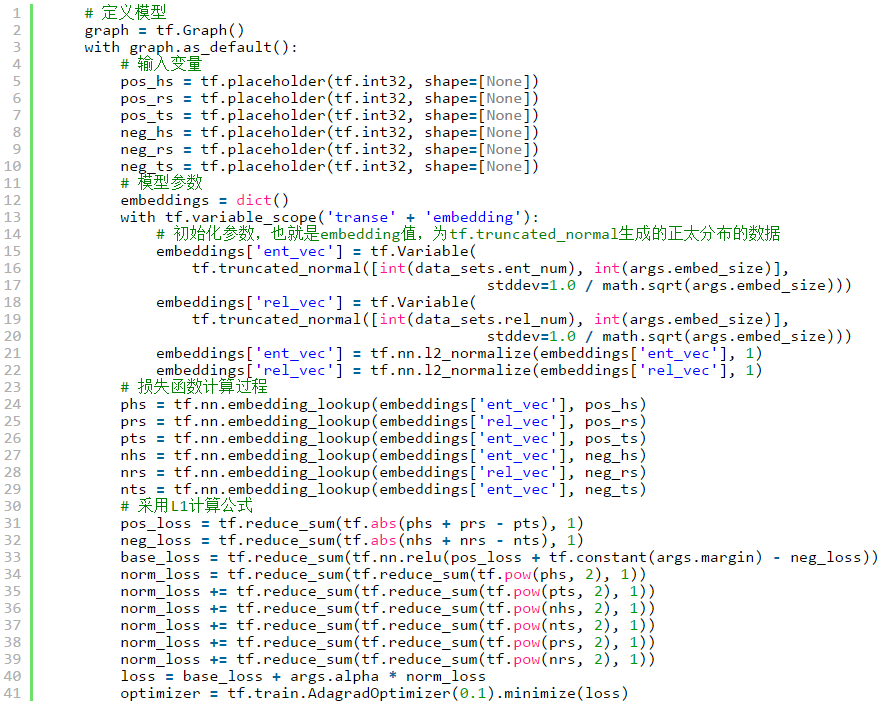 1 # 定义模型
2 graph = tf.Graph()
3 with graph.as_default():
4 # 输入变量
5 pos_hs = tf.placeholder(tf.int32, shape=[None])
6 pos_rs = tf.placeholder(tf.int32, shape=[None])
7 pos_ts = tf.placeholder(tf.int32, shape=[None])
8 neg_hs = tf.placeholder(tf.int32, shape=[None])
9 neg_rs = tf.placeholder(tf.int32, shape=[None])
10 neg_ts = tf.placeholder(tf.int32, shape=[None])
11 # 模型参数
12 embeddings = dict()
13 with tf.variable_scope('transe' + 'embedding'):
14 # 初始化参数，也就是embedding值，为tf.truncated_normal生成的正太分布的数据
15 embeddings['ent_vec'] = tf.Variable(
16 tf.truncated_normal([int(data_sets.ent_num), int(args.embed_size)],
17 stddev=1.0 / math.sqrt(args.embed_size)))
18 embeddings['rel_vec'] = tf.Variable(
19 tf.truncated_normal([int(data_sets.rel_num), int(args.embed_size)],
20 stddev=1.0 / math.sqrt(args.embed_size)))
21 embeddings['ent_vec'] = tf.nn.l2_normalize(embeddings['ent_vec'], 1)
22 embeddings['rel_vec'] = tf.nn.l2_normalize(embeddings['rel_vec'], 1)
23 # 损失函数计算过程
24 phs = tf.nn.embedding_lookup(embeddings['ent_vec'], pos_hs)
25 prs = tf.nn.embedding_lookup(embeddings['rel_vec'], pos_rs)
26 pts = tf.nn.embedding_lookup(embeddings['ent_vec'], pos_ts)
27 nhs = tf.nn.embedding_lookup(embeddings['ent_vec'], neg_hs)
28 nrs = tf.nn.embedding_lookup(embeddings['rel_vec'], neg_rs)
29 nts = tf.nn.embedding_lookup(embeddings['ent_vec'], neg_ts)
30 # 采用L1计算公式
31 pos_loss = tf.reduce_sum(tf.abs(phs + prs - pts), 1)
32 neg_loss = tf.reduce_sum(tf.abs(nhs + nrs - nts), 1)
33 base_loss = tf.reduce_sum(tf.nn.relu(pos_loss + tf.constant(args.margin) - neg_loss))
34 norm_loss = tf.reduce_sum(tf.reduce_sum(tf.pow(phs, 2), 1))
35 norm_loss += tf.reduce_sum(tf.reduce_sum(tf.pow(pts, 2), 1))
36 norm_loss += tf.reduce_sum(tf.reduce_sum(tf.pow(nhs, 2), 1))
37 norm_loss += tf.reduce_sum(tf.reduce_sum(tf.pow(nts, 2), 1))
38 norm_loss += tf.reduce_sum(tf.reduce_sum(tf.pow(prs, 2), 1))
39 norm_loss += tf.reduce_sum(tf.reduce_sum(tf.pow(nrs, 2), 1))
40 loss = base_loss + args.alpha * norm_loss
41 optimizer = tf.train.AdagradOptimizer(0.1).minimize(loss)